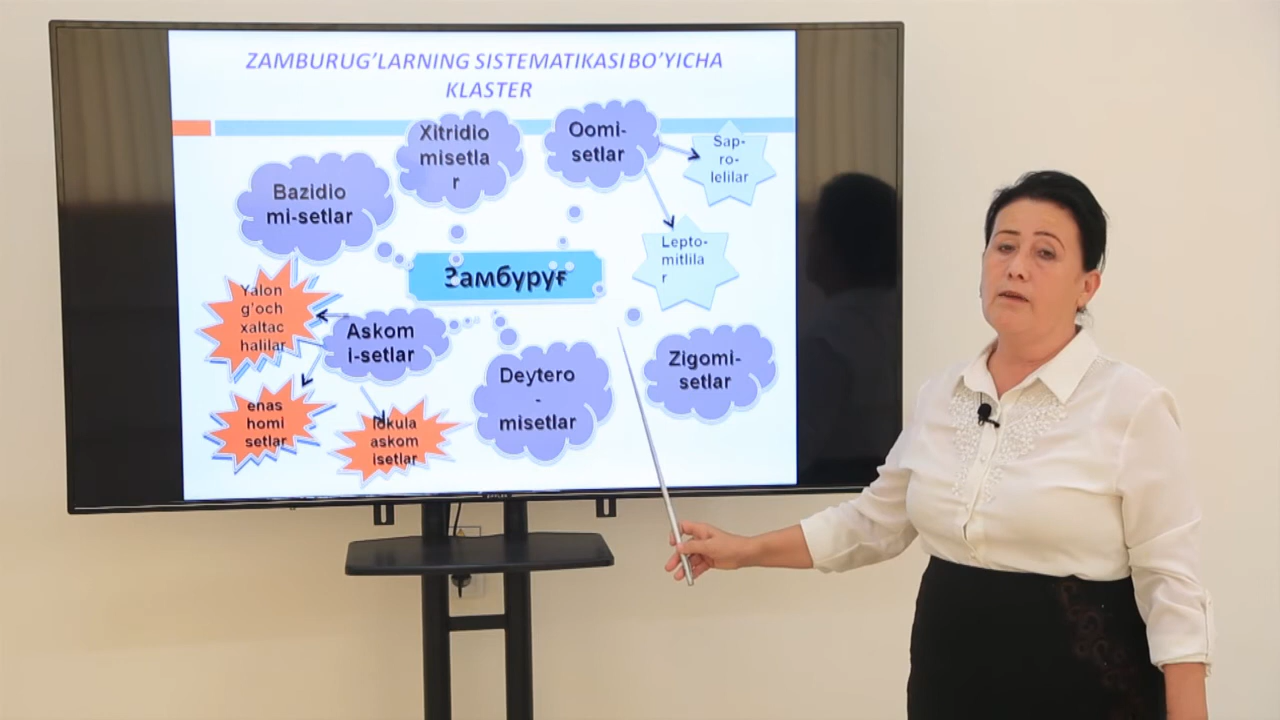 ZAMBURUG'LARNING SISTEMATIKASI BO'YICHA
KLASTER
Xitridio
misetla
r
Oomi-
setlar
Sap-
ro-
lelilar
Bazidio
mi-setlar
Lepto-
mitlila
r
Замбуруғ
Yalon
g'och
xaltac
halilar
Askom
i-setlar
Deytero
-
misetlar
Zigomi-
setlar
enas
homi
setlar
lokula
askom
isetlar